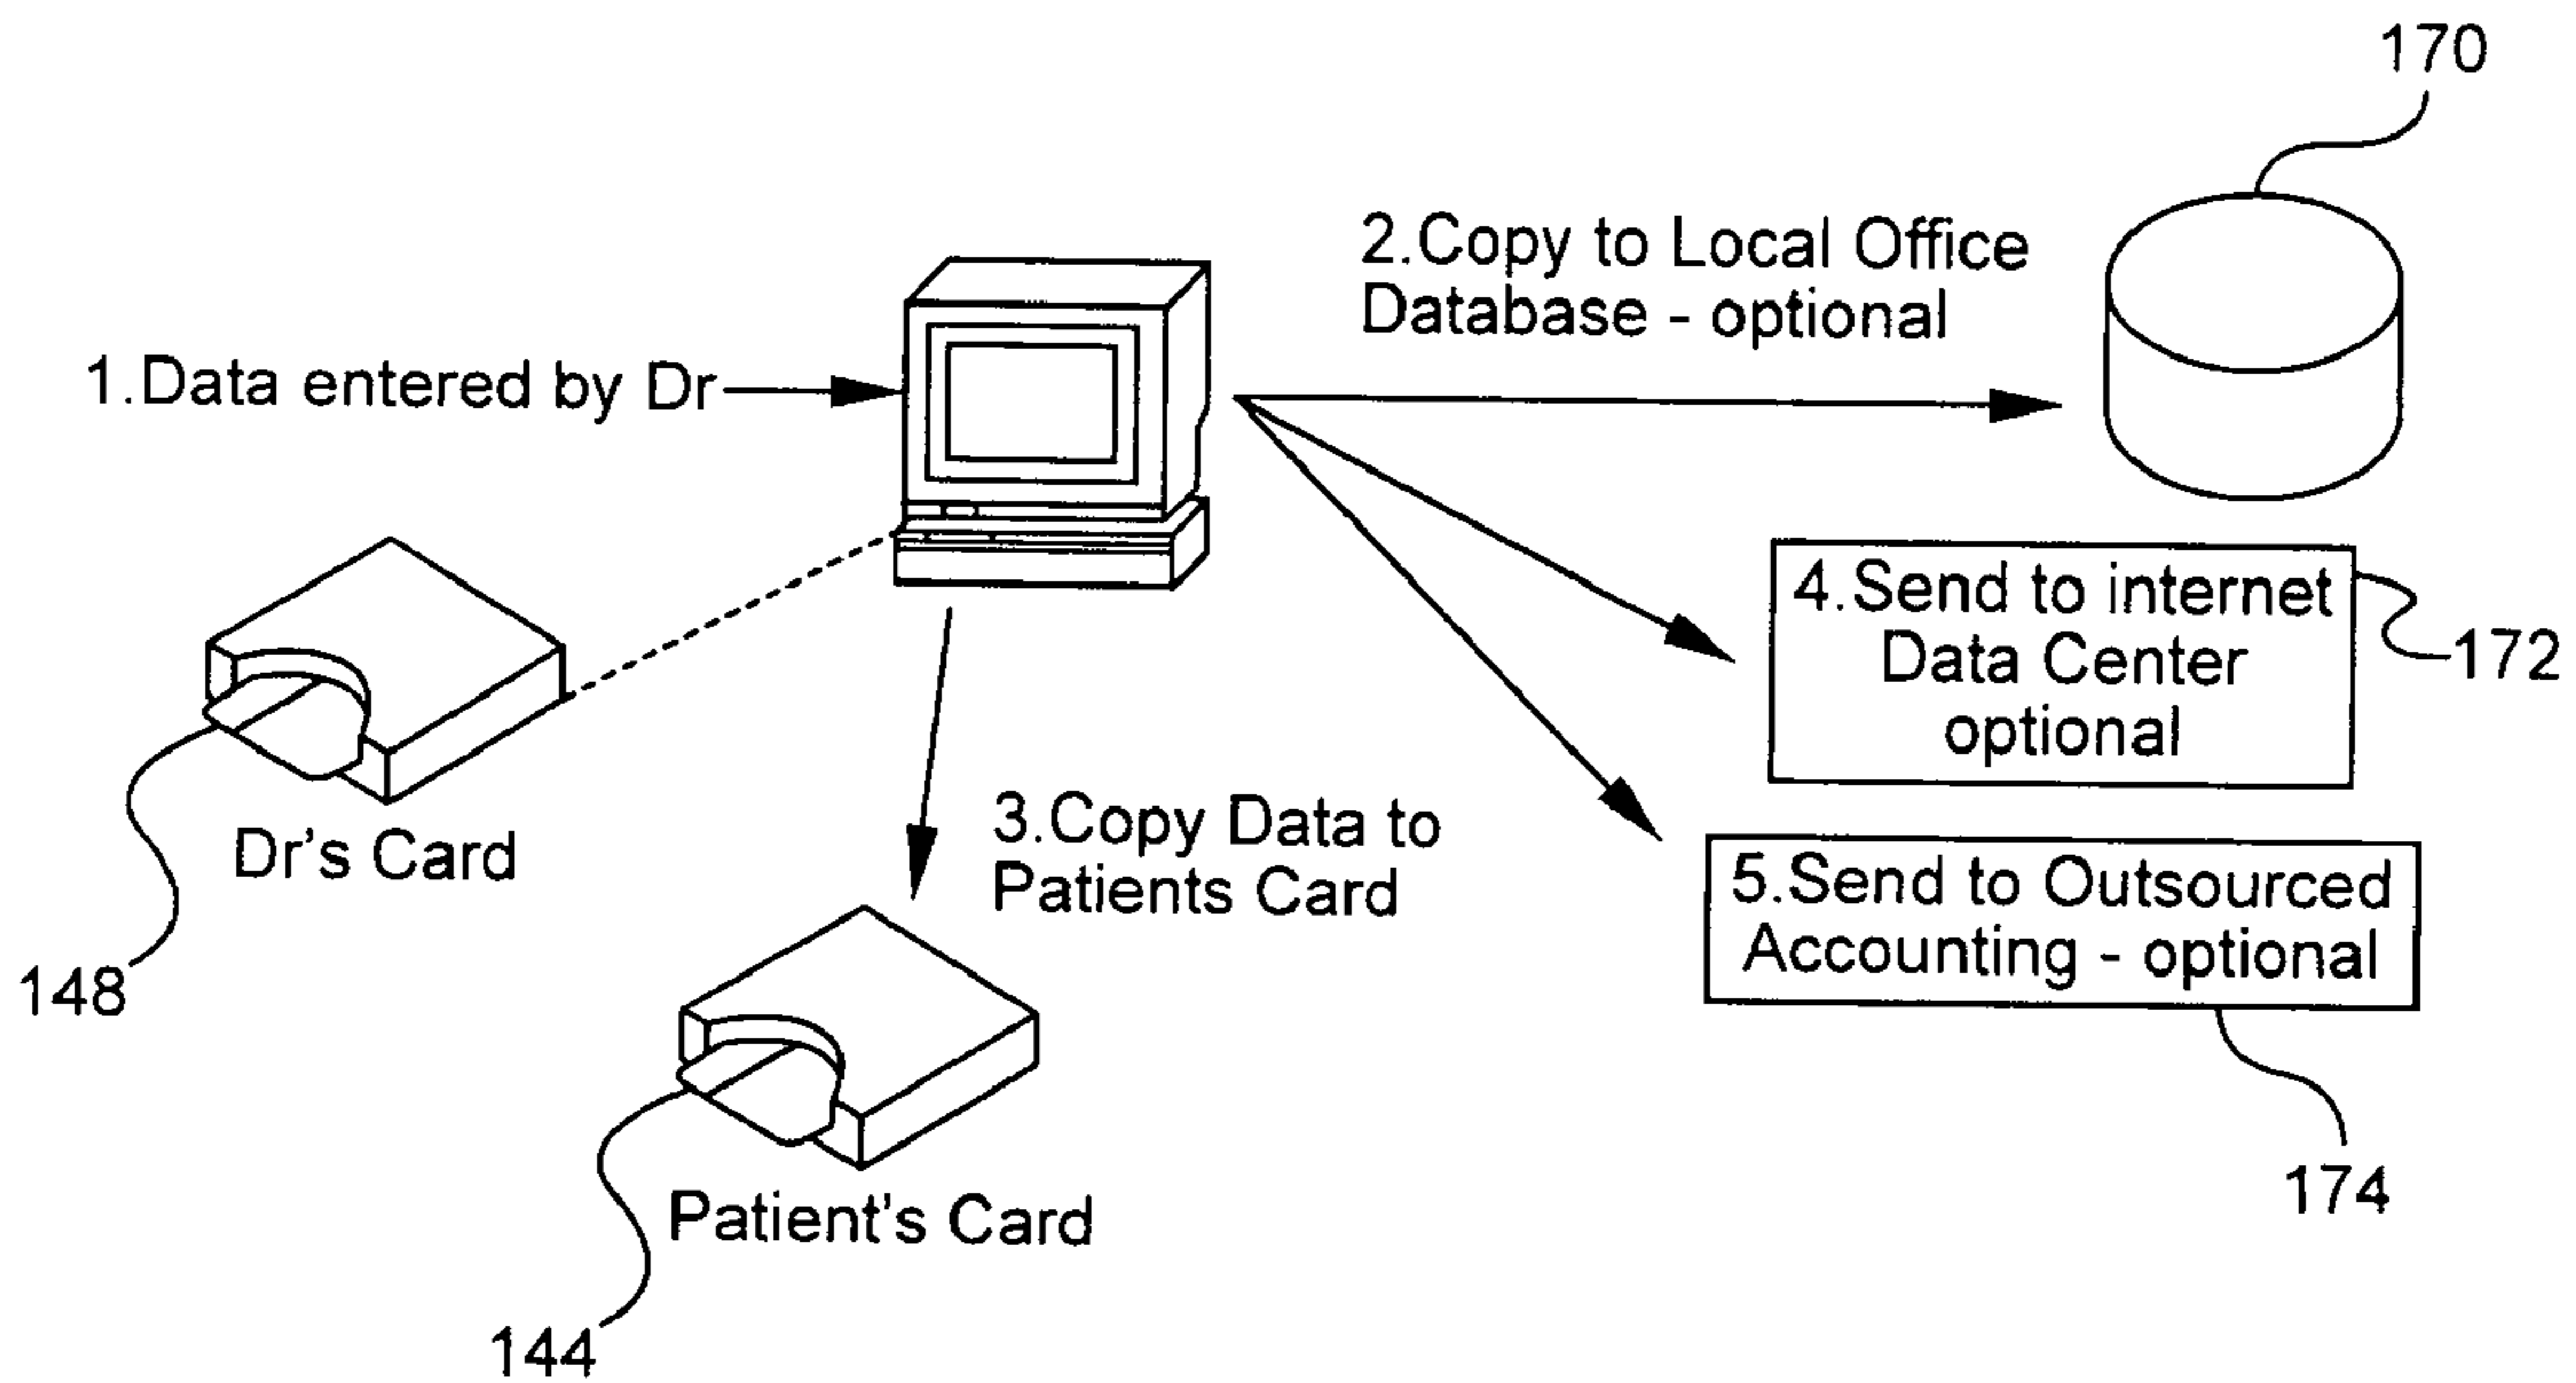 170
2.Copy to Local Office
Database - optional
1.Data entered by Dr
4.Send to internet
Data Center
optional
172
3.Copy Data to
Patients Card
Dr's Card
5.Send to Outsourced
Accounting - optional
148
174
Patient's Card
144